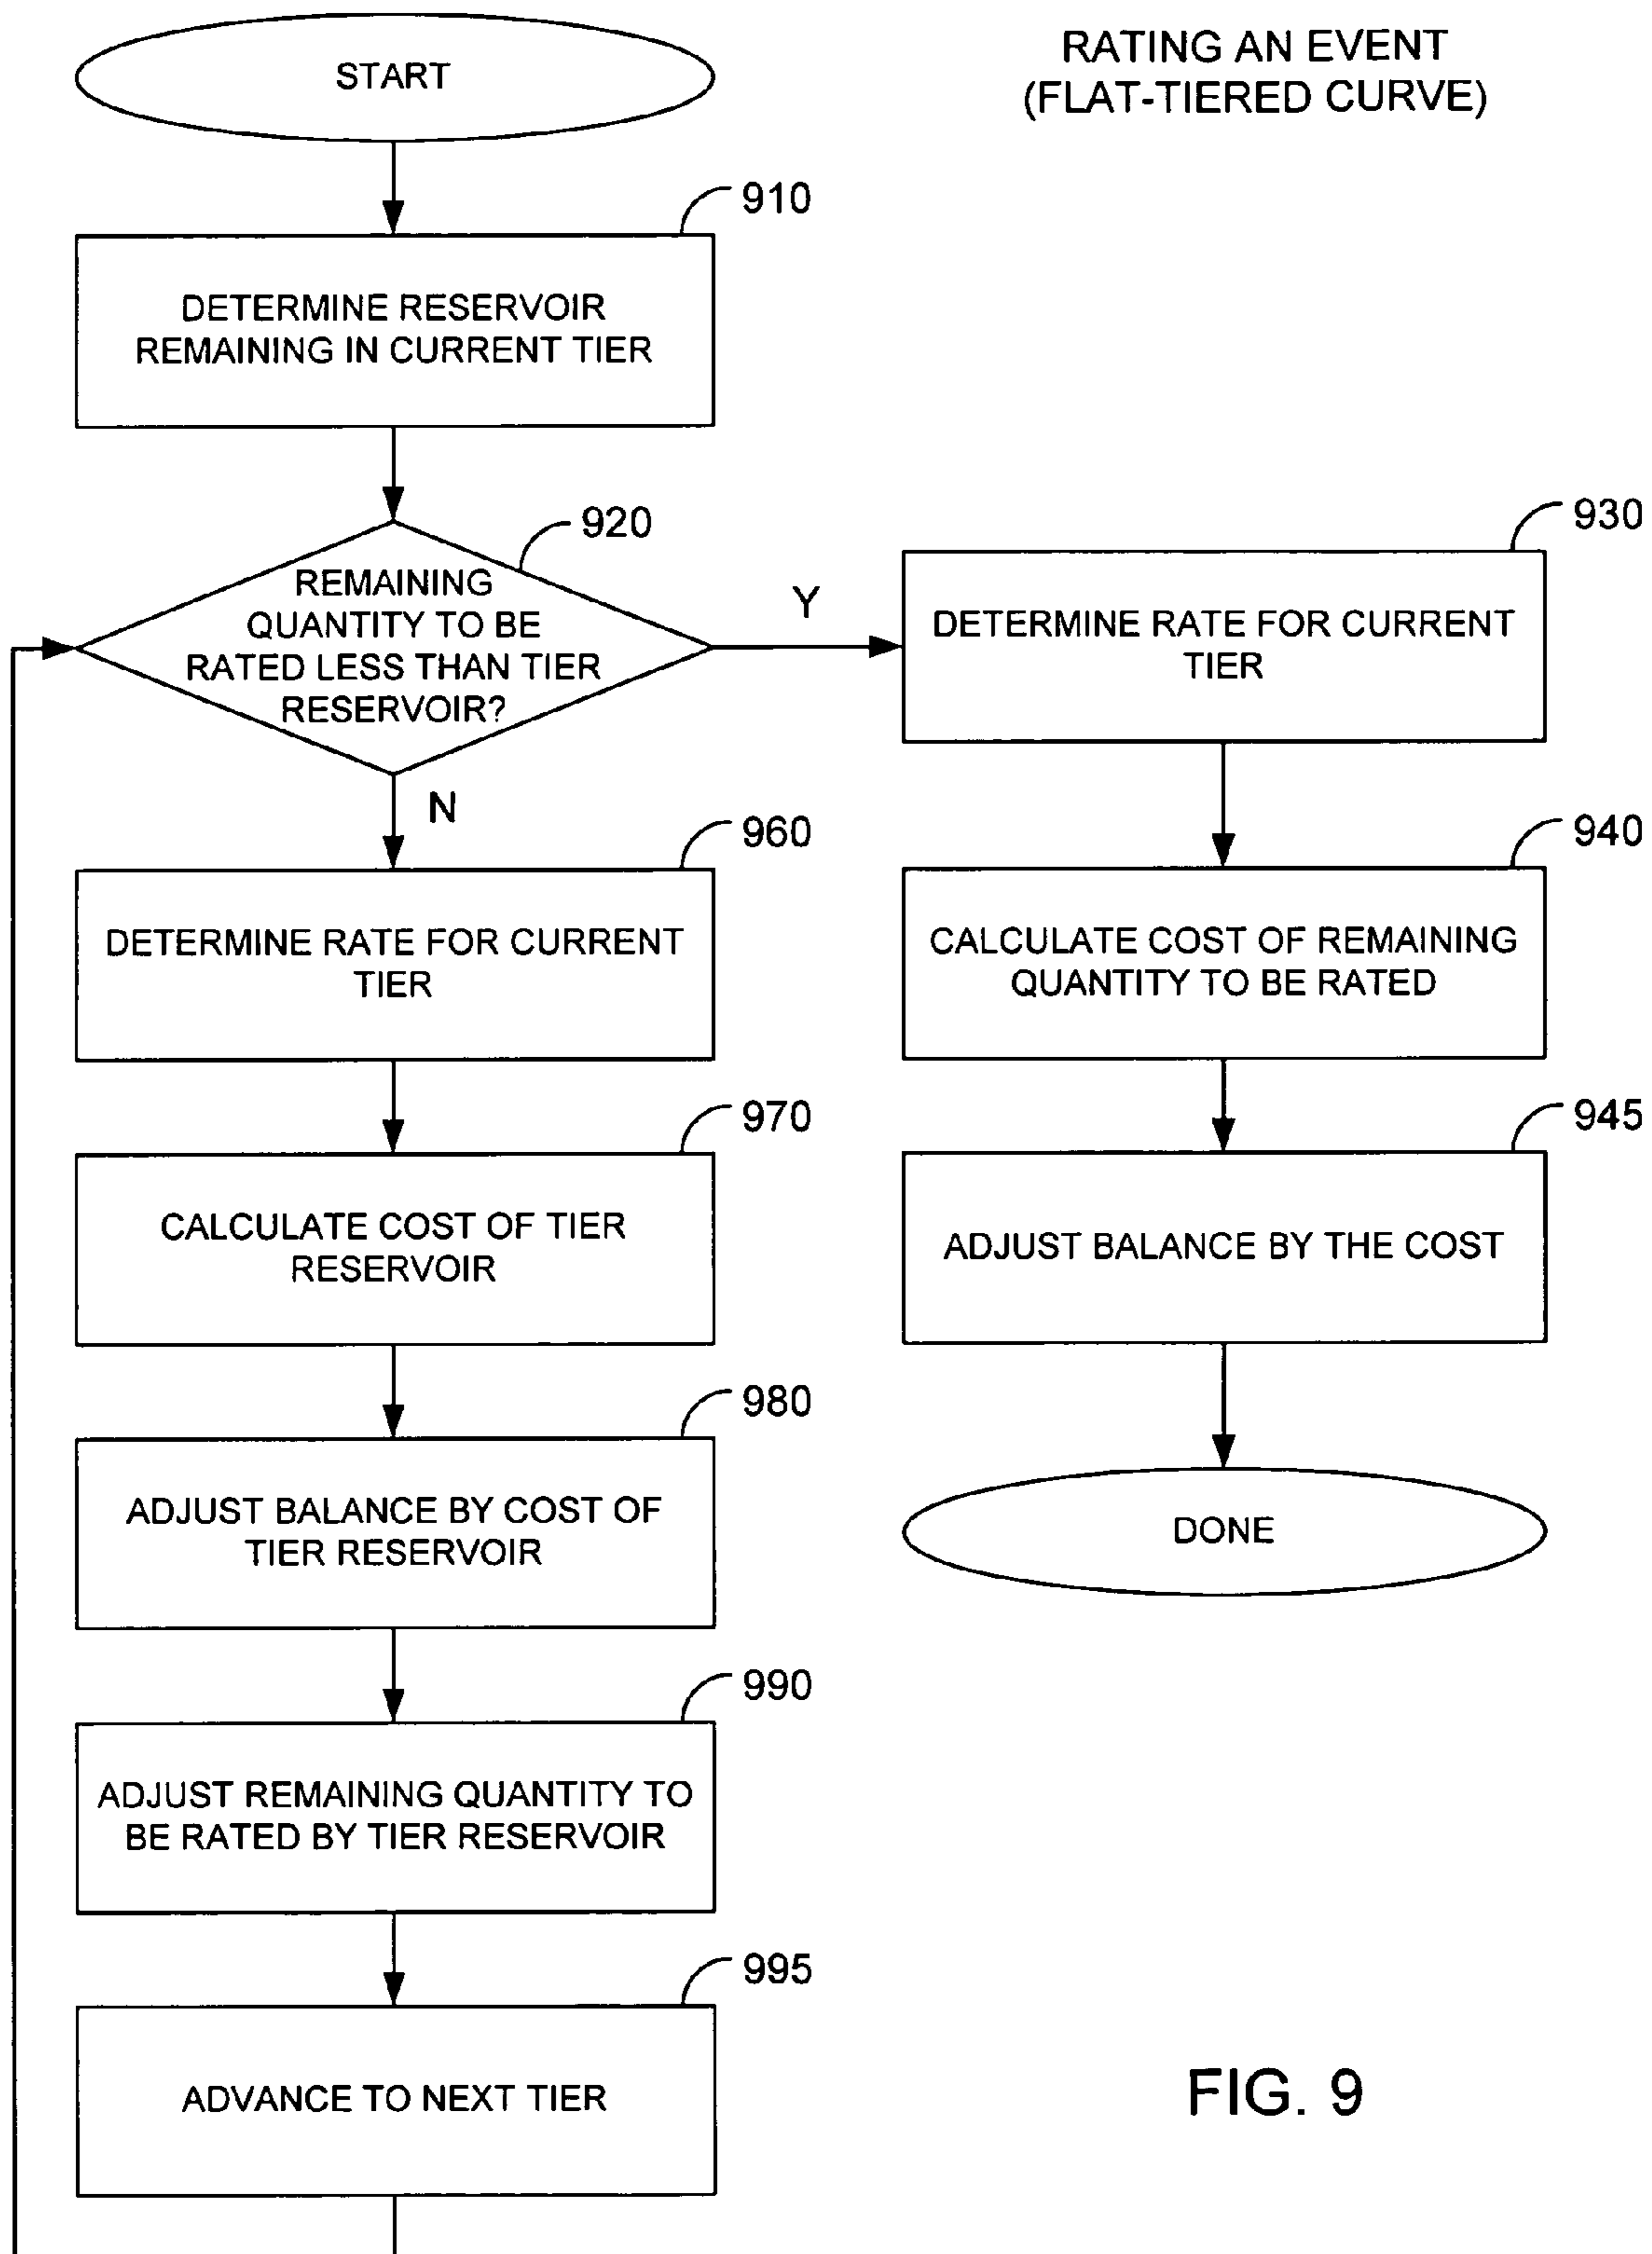 START
RATING AN EVENT
(FLAT-TIERED CURVE)
910
DETERMINE RESERVOIR
REMAINING IN CURRENT TIER
920
REMAINING
QUANTITY TO BE
RATED LESS THAN TIER
RESERVOIR?
Y
N
930
DETERMINE RATE FOR CURRENT
TIER
940
CALCULATE COST OF REMAINING
QUANTITY TO BE RATED
945
ADJUST BALANCE BY THE COST
DONE
960
DETERMINE RATE FOR CURRENT
TIER
970
CALCULATE COST OF TIER
RESERVOIR
980
ADJUST BALANCE BY COST OF
TIER RESERVOIR
990
ADJUST REMAINING QUANTITY TO
BE RATED BY TIER RESERVOIR
995
ADVANCE TO NEXT TIER
FIG. 9